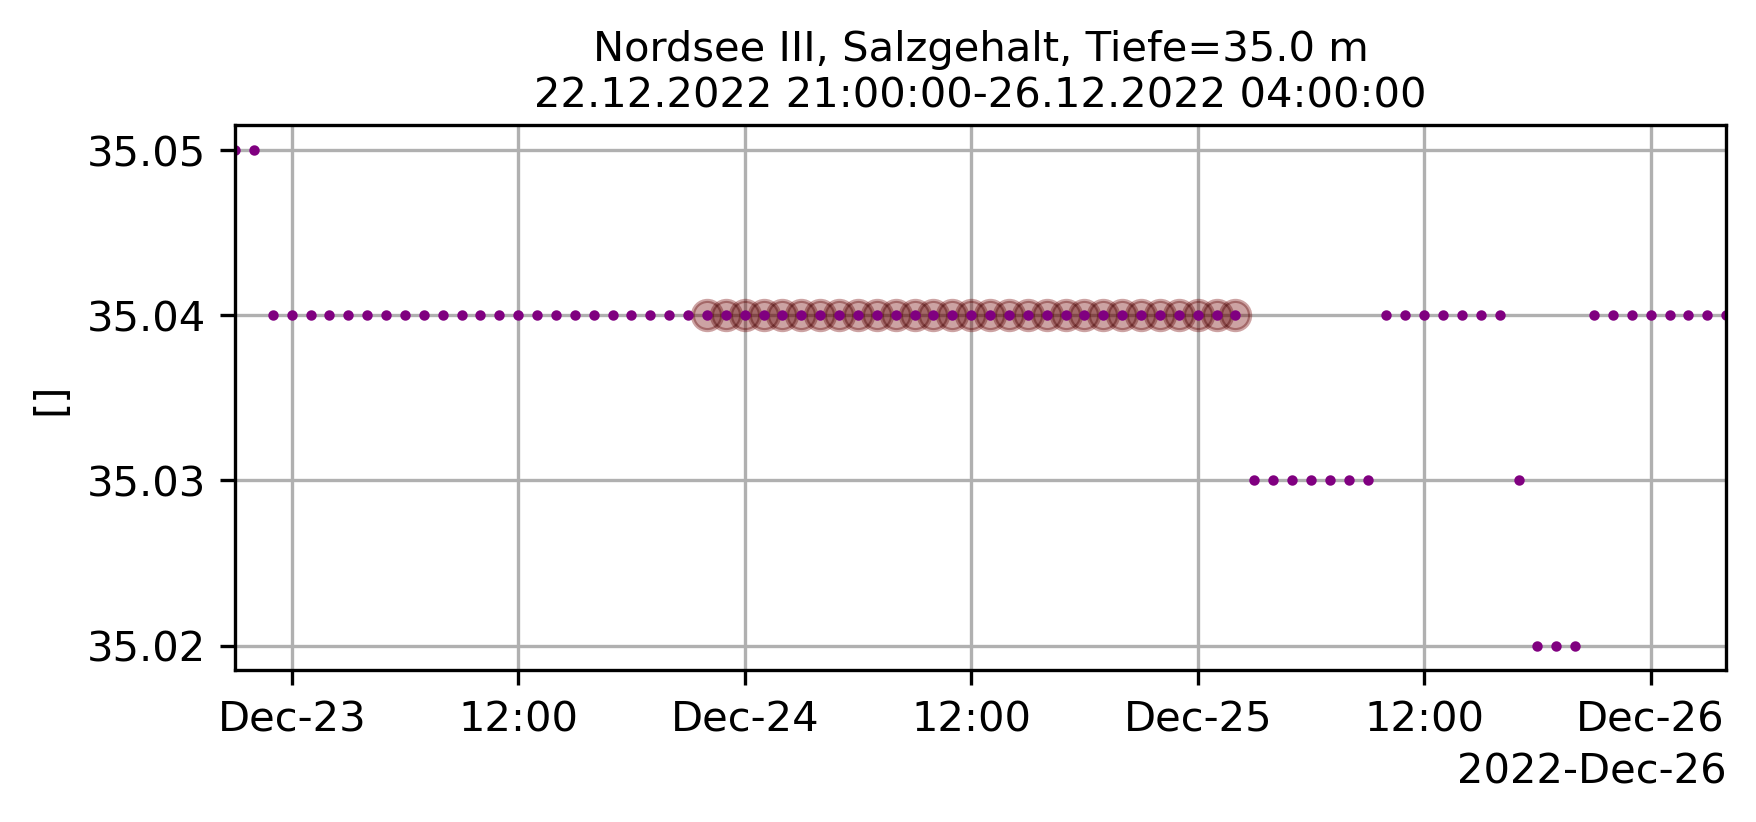 Nordsee III, Salzgehalt, Tiefe=35.0 m
22.12.2022 21:00:00-26.12.2022 04:00:00
35.05
35.04
35.03
35.02
[]
Dec-23 12:00 Dec-24 12:00 Dec-25 12:00 Dec-26
2022-Dec-26